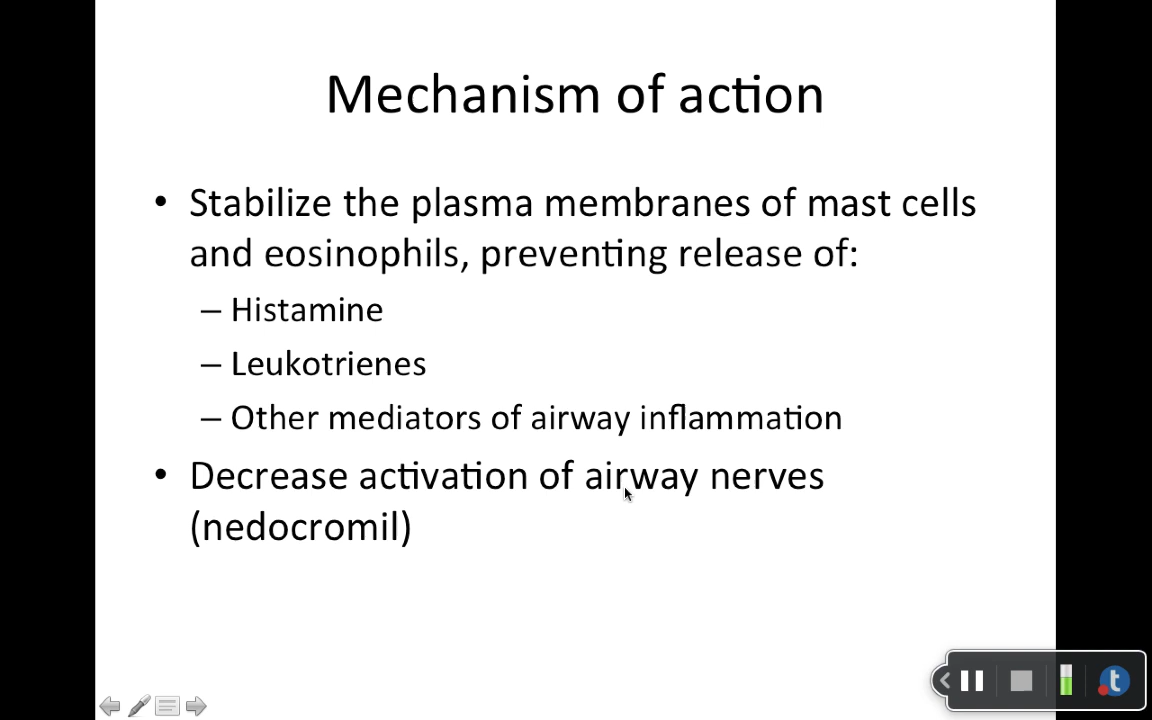 Mechanism of action
• Stabilize the plasma membranes of mast cells
and eosinophils, preventing release of:
– Histamine
– Leukotrienes
– Other mediators of airway inflammation
• Decrease activation of airway nerves
(nedocromil)
t